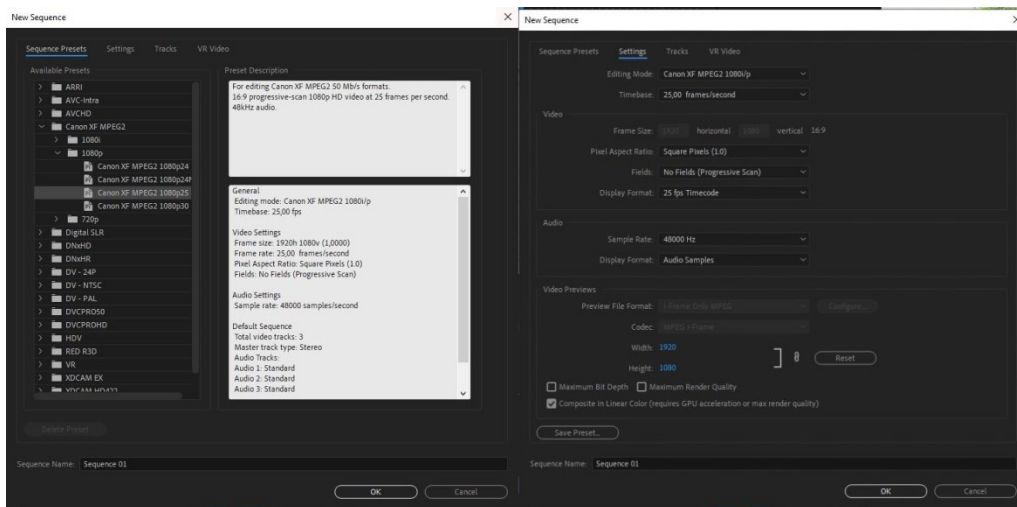 New Sequence
Sequence Presets Settings Tracks VR Video
Available Presets
ARRI
AVC-Intra
AVCHD
Canon XF MPEG2
1080i
1080p
Canon XF MPEG2 1080p24
Canon XF MPEG2 1080p24
Canon XF MPEG2 1080p25
Canon XF MPEG2 1080p30
720p
Digital SLR
DNxHD
DNxHR
DV - 24P
DV - NTSC
DV - PAL
DVCPRO50
DVCPROHD
HDV
RED R3D
VR
XDCAM EX
XDCAM HD422
Delete Preset
Preset Description
For editing Canon XF MPEG2 50 Mb/s formats.
16:9 progressive-scan 1080p HD video at 25 frames per second.
48kHz audio.
General
Editing mode: Canon XF MPEG2 1080i/p
Timebase: 25,00 fps
Video Settings
Frame size: 1920h 1080v (1,0000)
Frame rate: 25,00 frames/second
Pixel Aspect Ratio: Square Pixels (1.0)
Fields: No Fields (Progressive Scan)
Audio Settings
Sample rate: 48000 samples/second
Default Sequence
Total video tracks: 3
Master track type: Stereo
Audio Tracks:
Audio 1: Standard
Audio 2: Standard
Audio 3: Standard
Sequence Name: Sequence 01
OK Cancel
New Sequence
Sequence Presets Settings Tracks VR Video
Editing Mode: Canon XF MPEG2 1080i/p
Timebase: 25,00 frames/second
Video
Frame Size: 1920 horizontal 1080 vertical 16:9
Pixel Aspect Ratio: Square Pixels (1.0)
Fields: No Fields (Progressive Scan)
Display Format: 25 fps Timecode
Audio
Sample Rate: 48000 Hz
Display Format: Audio Samples
Video Previews
Preview File Format: I-Frame Only MPEG Configure...
Codec: MPEG I-Frame
Width: 1920
Height: 1080
Reset
Maximum Bit Depth Maximum Render Quality
Composite in Linear Color (requires GPU acceleration or max render quality)
Save Preset...
Sequence Name: Sequence 01
OK Cancel